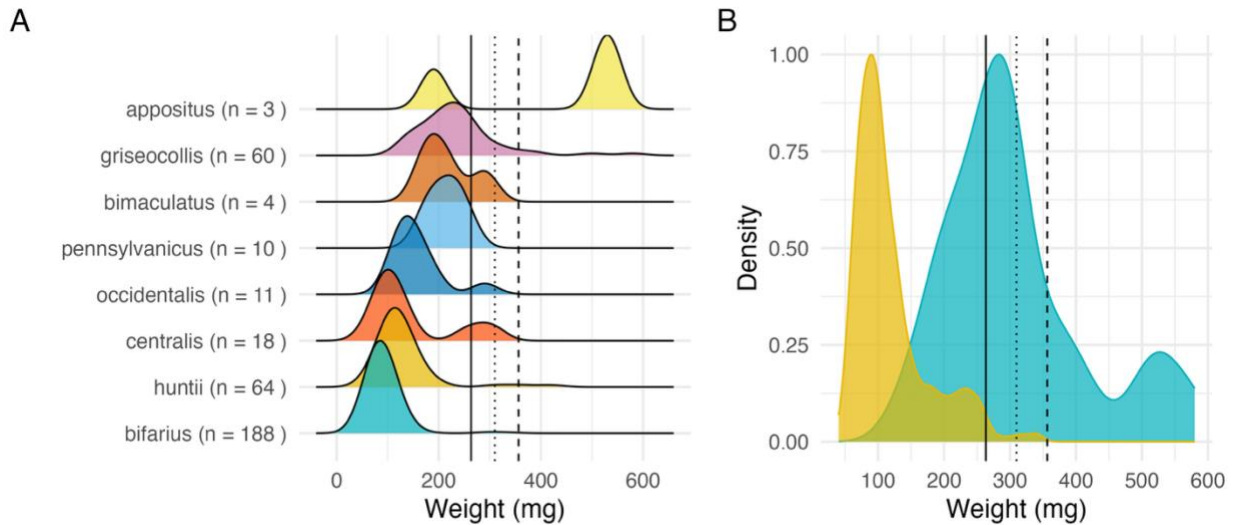 A
appositus (n = 3 )
griseocollis (n = 60 )
bimaculatus (n = 4 )
pennsylvanicus (n = 10 )
occidentalis (n = 11 )
centralis (n = 18 )
huntii (n = 64 )
bifarius (n = 188 )
0 200 400 600
Weight (mg)
B
Density
1.00
0.75
0.50
0.25
0.00
100 200 300 400 500 600
Weight (mg)